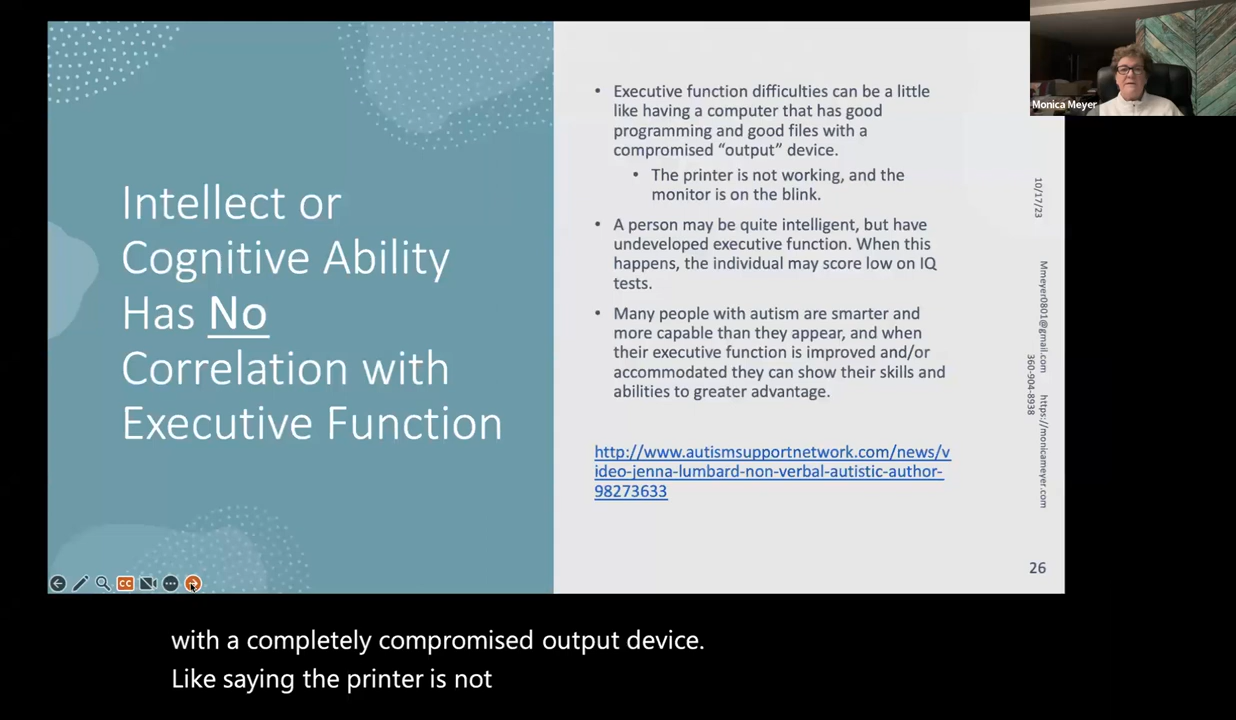 Intellect or
Cognitive Ability
Has No
Correlation with
Executive Function
• Executive function difficulties can be a little
like having a computer that has good
programming and good files with a
compromised “output” device.
• The printer is not working, and the
monitor is on the blink.
• A person may be quite intelligent, but have
undeveloped executive function. When this
happens, the individual may score low on IQ
tests.
• Many people with autism are smarter and
more capable than they appear, and when
their executive function is improved and/or
accommodated they can show their skills and
abilities to greater advantage.
http://www.autismsupportnetwork.com/news/v
ideo-jenna-lumbard-non-verbal-autistic-author-
98273633
Monica Meyer
10/17/23
Mmeyer0801@gmail.com https://monicameyer.com
360-904-8938
26
CC
with a completely compromised output device.
Like saying the printer is not